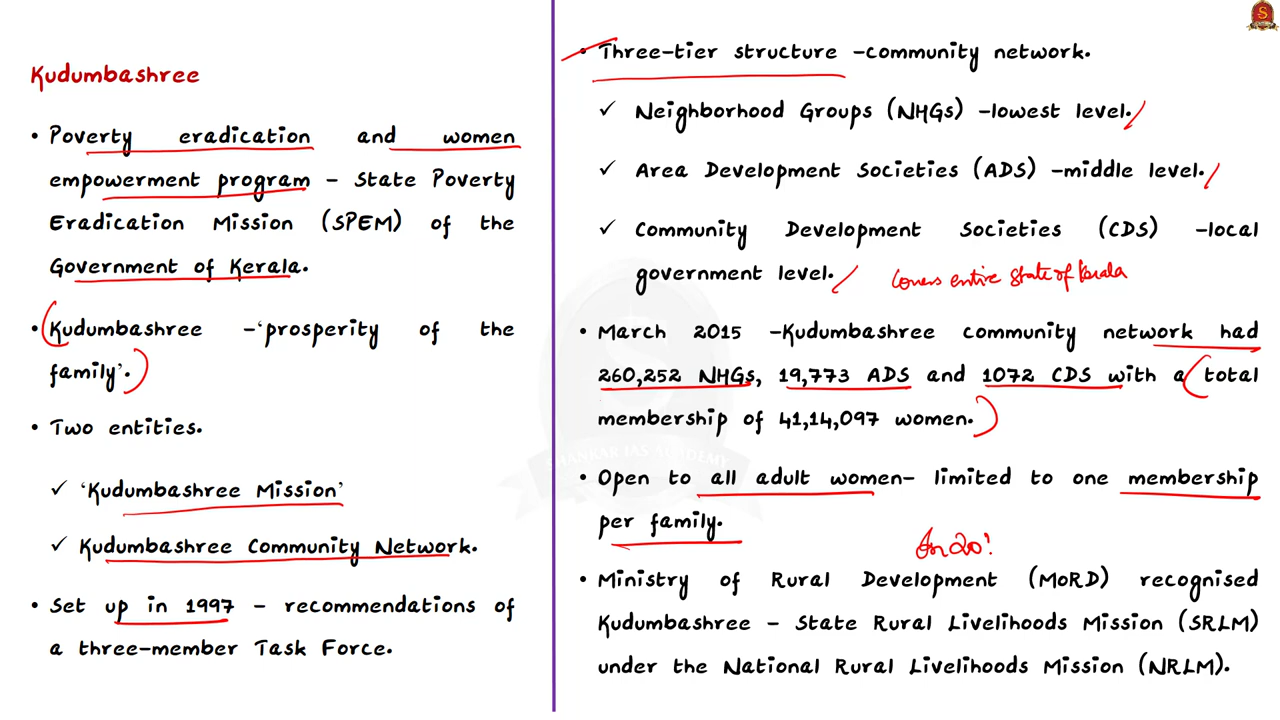 Kudumbashree
• Poverty eradication and women
empowerment program – State Poverty
Eradication Mission (SPEM) of the
Government of Kerala.
• Kudumbashree –‘prosperity of the
family’.
• Two entities.
✓ ‘Kudumbashree Mission’
✓ Kudumbashree Community Network.
• Set up in 1997 – recommendations of
a three-member Task Force.
• Three-tier structure –community network.
✓ Neighborhood Groups (NHGs) –lowest level.
✓ Area Development Societies (ADS) –middle level.
✓ Community Development Societies (CDS) –local
government level.
Covers entire State of Kerala
• March 2015 –Kudumbashree community network had
260,252 NHGs, 19,773 ADS and 1072 CDS with a total
membership of 41,14,097 women.
• Open to all adult women– limited to one membership
per family.
• Ministry of Rural Development (MoRD) recognised
Kudumbashree – State Rural Livelihoods Mission (SRLM)
under the National Rural Livelihoods Mission (NRLM).
SHANKAR IAS ACADEMY